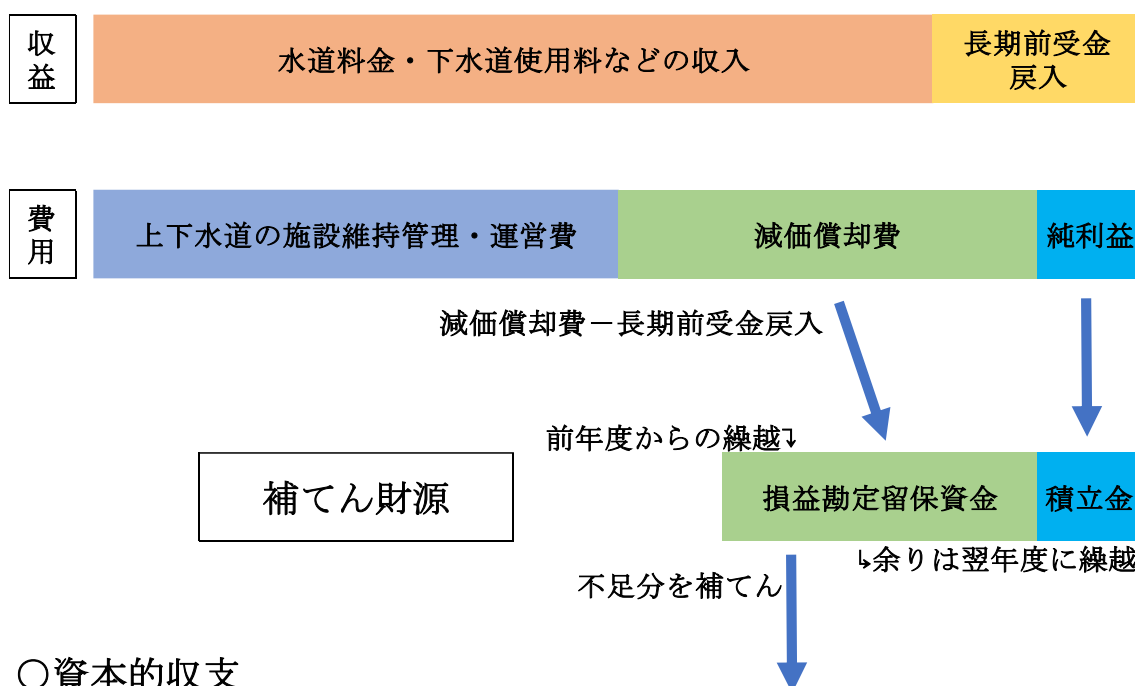 収益
水道料金・下水道使用料などの収入
長期前受金
戻入
費用
上下水道の施設維持管理・運営費
減価償却費
純利益
減価償却費－長期前受金戻入
前年度からの繰越↴
補てん財源
損益勘定留保資金
積立金
↳余りは翌年度に繰越
不足分を補てん
〇資本的収支